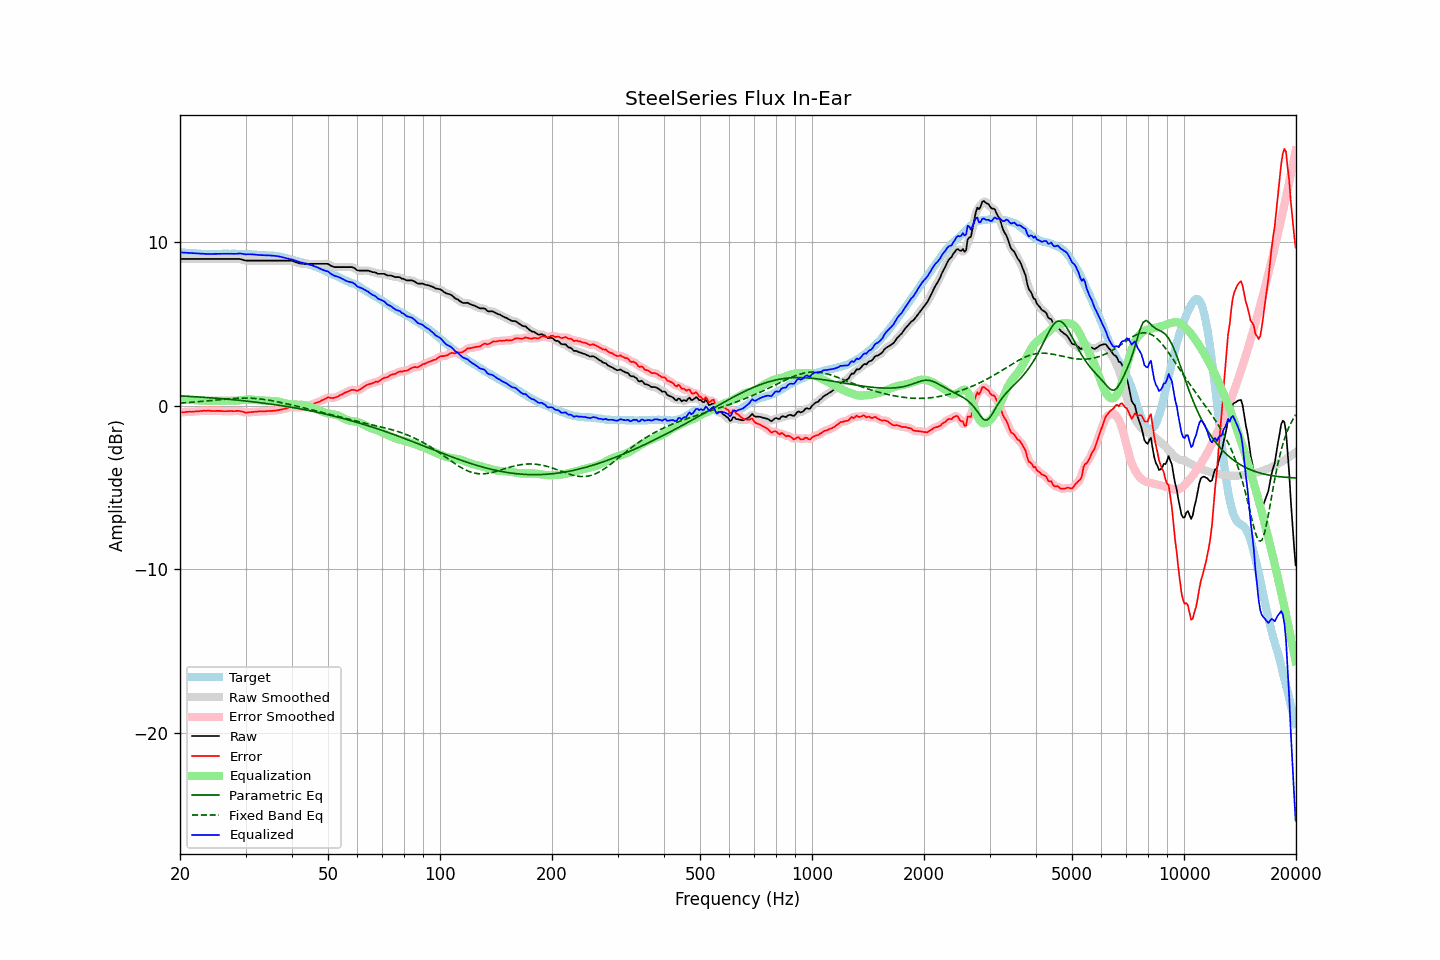 SteelSeries Flux In-Ear
Amplitude (dBr)
10
0
−10
−20
Target
Raw Smoothed
Error Smoothed
Raw
Error
Equalization
Parametric Eq
Fixed Band Eq
Equalized
20 50 100 200 500 1000 2000 5000 10000 20000
Frequency (Hz)